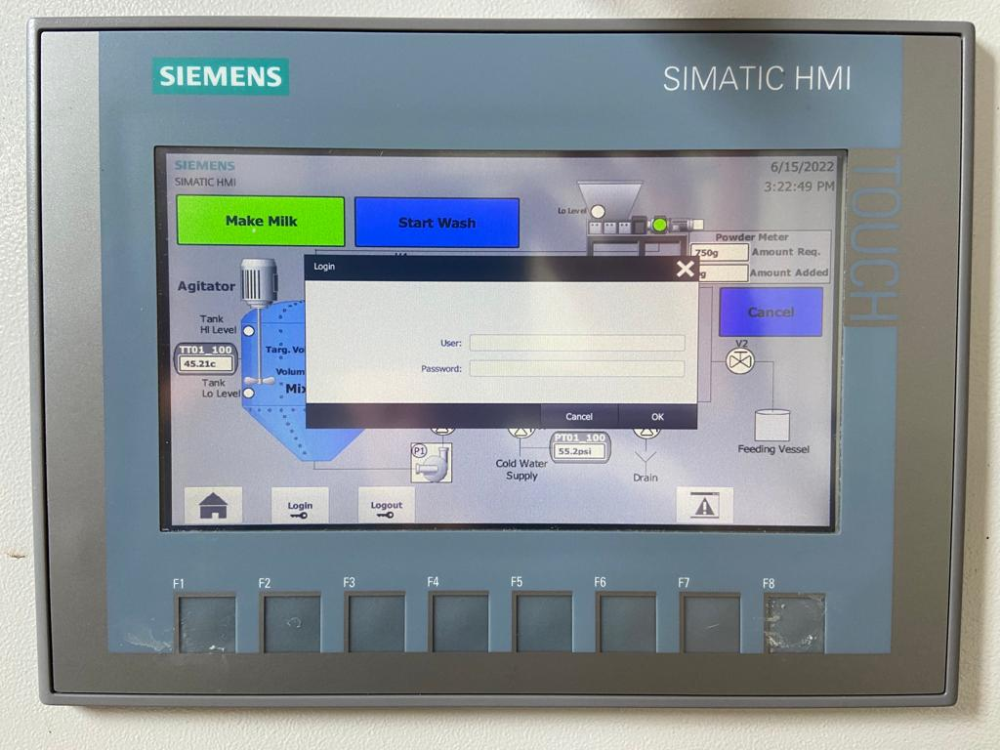 SIEMENS
SIMATIC HMI
TOUCH
SIEMENS
SIMATIC HMI
6/15/2022
3:22:49 PM
Make Milk
Start Wash
Lo Level
Powder Meter
750g
Amount Req.
Amount Added
Cancel
Agitator
Tank
HI Level
TT01_100
45.21c
Tank
Lo Level
Targ. Vo
Volum
Mix
Login
User:
Password:
Cancel
OK
V2
Feeding Vessel
P1
Cold Water
Supply
PT01_100
55.2psi
Drain
Login
Logout
F1
F2
F3
F4
F5
F6
F7
F8